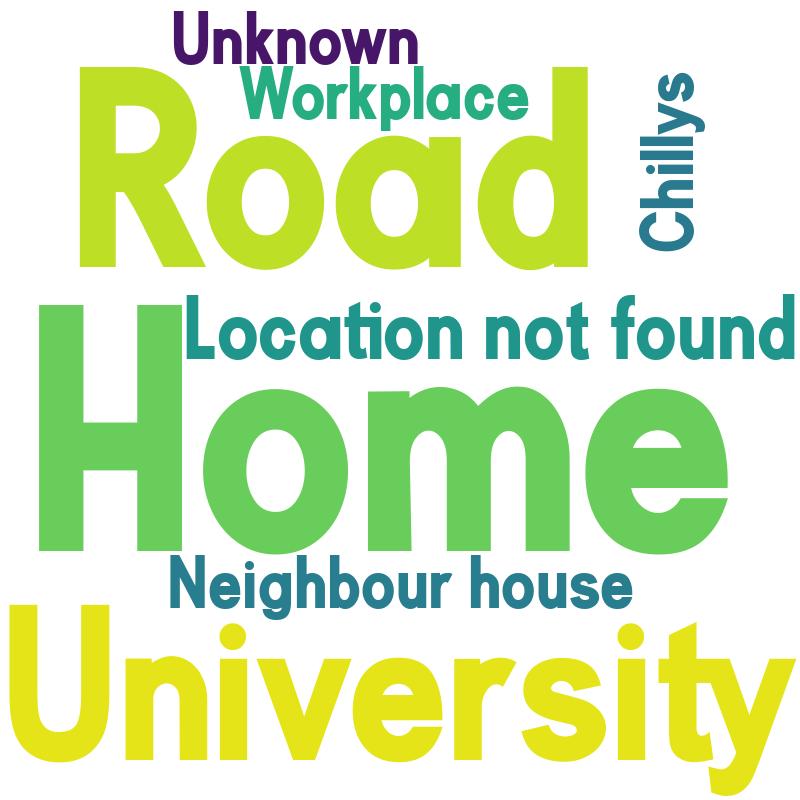 Unknown
Workplace
Road
Chillys
Location not found
Home
Neighbour house
University